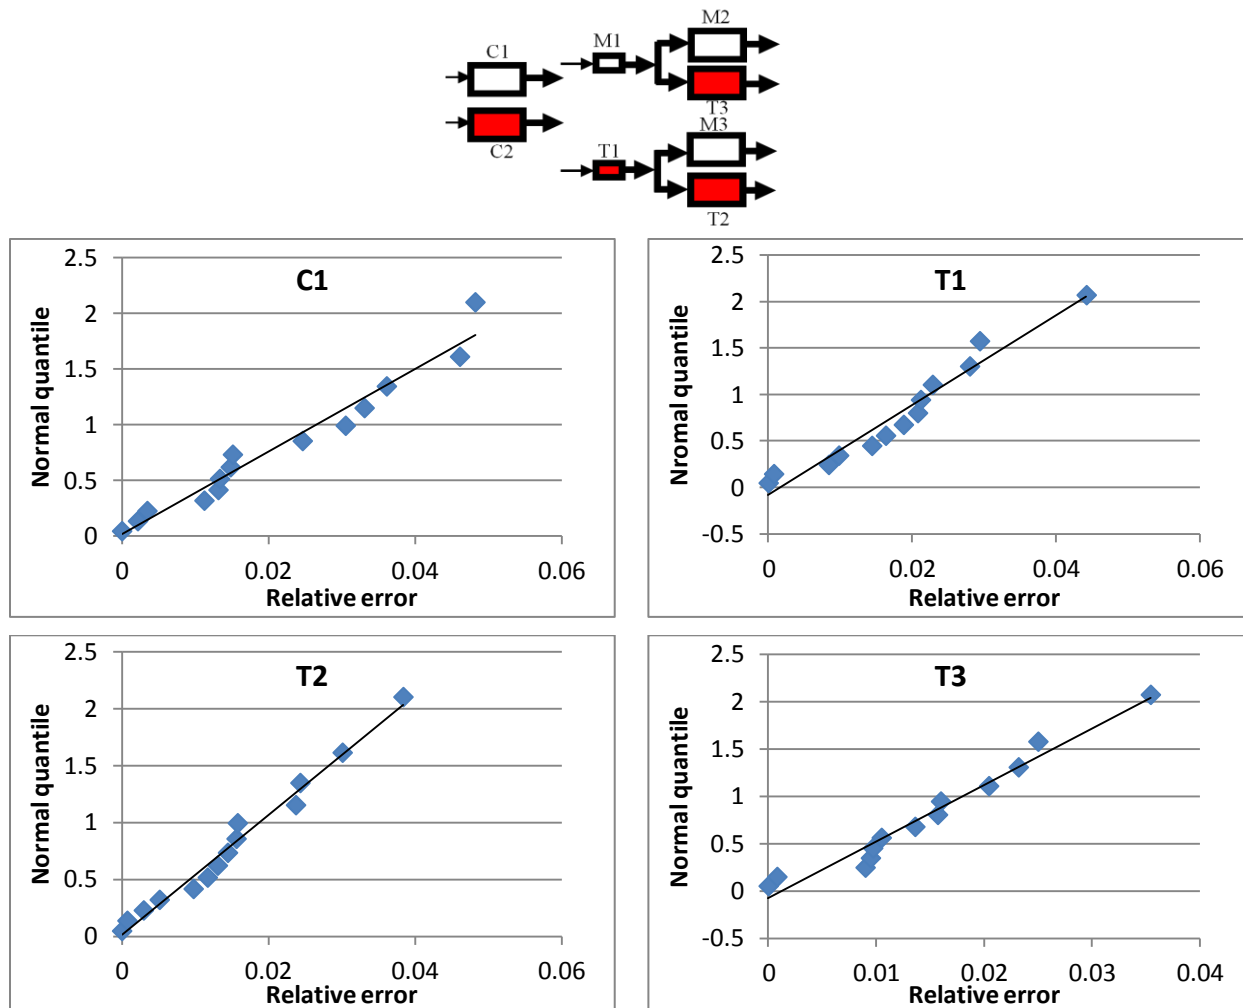 M2
C1 M1
T3
C2 T1 M3
T2
C1
Normal quantile
2.5
2
1.5
1
0.5
0
0 0.02 0.04 0.06
Relative error
T1
Nromal quantile
2.5
2
1.5
1
0.5
0
-0.5
0 0.02 0.04 0.06
Relative error
T2
Normal quantile
2.5
2
1.5
1
0.5
0
0 0.02 0.04 0.06
Relative error
T3
Normal quantile
2.5
2
1.5
1
0.5
0
-0.5
0 0.01 0.02 0.03 0.04
Relative error